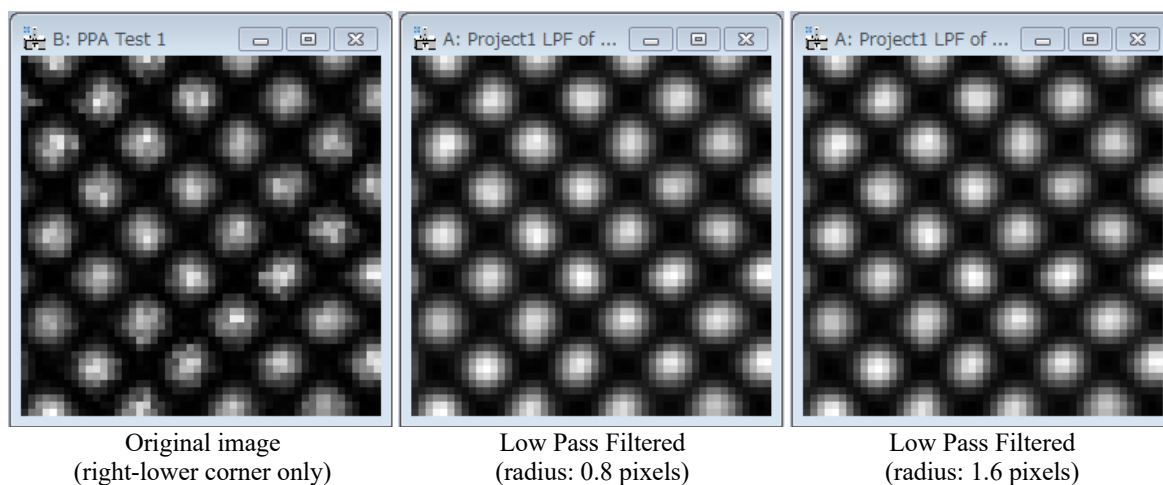 B: PPA Test 1
A: Project1 LPF of ...
A: Project1 LPF of ...
Original image
(right-lower corner only)
Low Pass Filtered
(radius: 0.8 pixels)
Low Pass Filtered
(radius: 1.6 pixels)